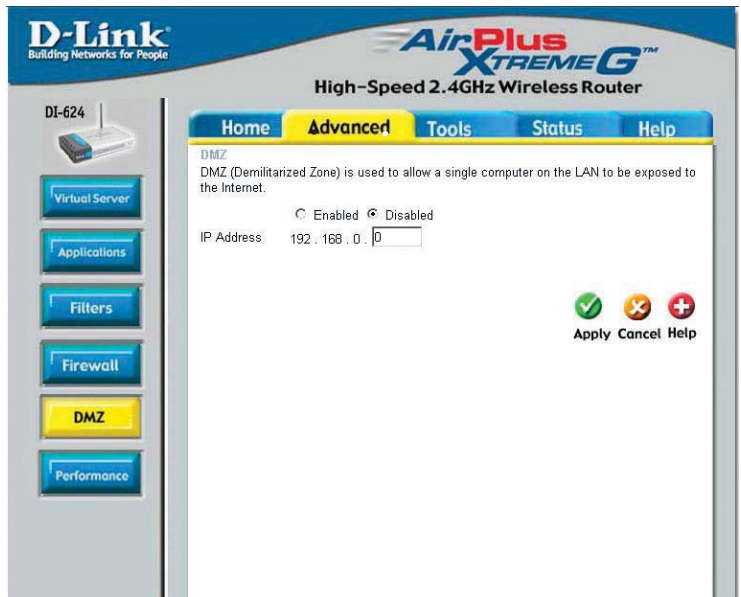 D-Link
Building Networks for People
AirPlus
XTREME G™
High-Speed 2.4GHz Wireless Router
DI-624
Home Advanced Tools Status Help
DMZ
DMZ (Demilitarized Zone) is used to allow a single computer on the LAN to be exposed to
the Internet.
Enabled Disabled
IP Address 192 . 168 . 0 . 0
Apply Cancel Help
Virtual Server
Applications
Filters
Firewall
DMZ
Performance